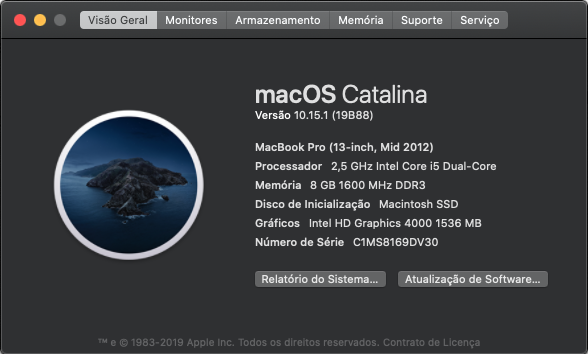 Visão Geral Monitores Armazenamento Memória Suporte Serviço
macOS Catalina
Versão 10.15.1 (19B88)
MacBook Pro (13-inch, Mid 2012)
Processador 2,5 GHz Intel Core i5 Dual-Core
Memória 8 GB 1600 MHz DDR3
Disco de Inicialização Macintosh SSD
Gráficos Intel HD Graphics 4000 1536 MB
Número de Série C1MS8169DV30
Relatório do Sistema... Atualização de Software...
™ e © 1983-2019 Apple Inc. Todos os direitos reservados. Contrato de Licença